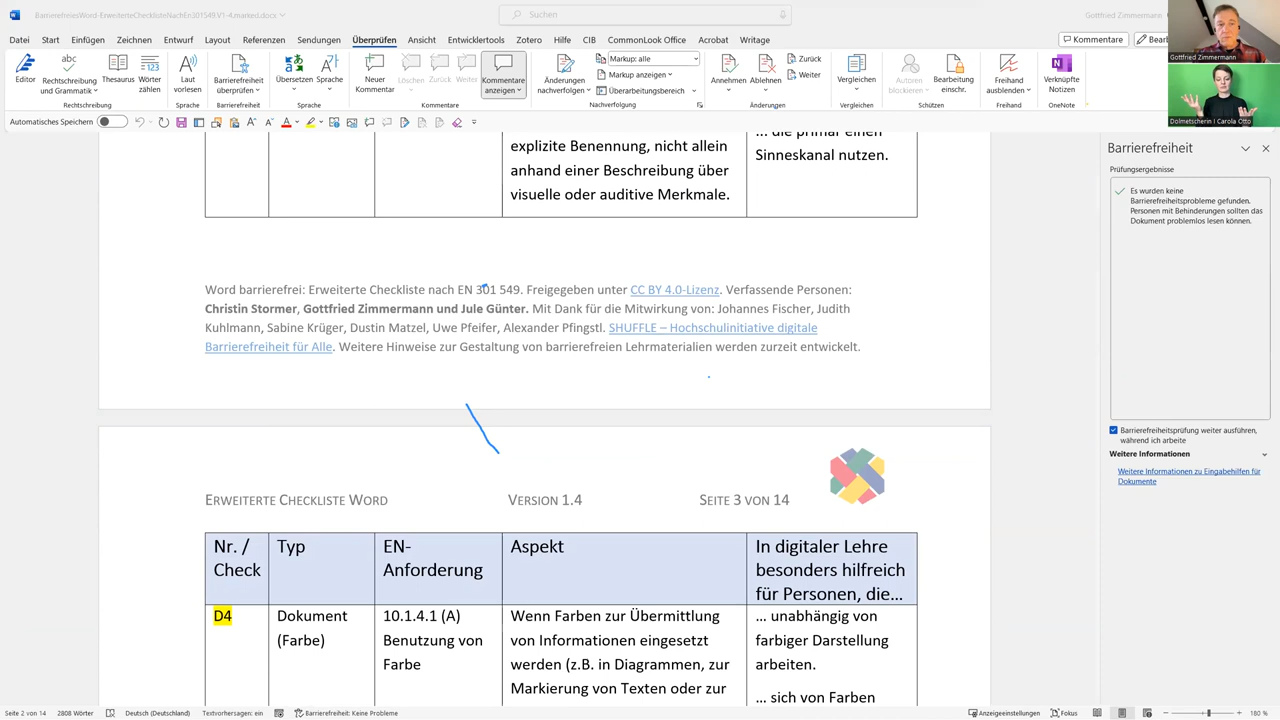 BarrierefreiesWord-ErweiterteChecklisteNachEn301549.V1-4.marked.docx
Suchen
Gottfried Zimmermann
Datei Start Einfügen Zeichnen Entwurf Layout Referenzen Sendungen Überprüfen Ansicht Entwicklertools Zotero Hilfe CIB CommonLook Office Acrobat Writage
Kommentare
Editor
Rechtschreibung und Grammatik
Thesaurus
Wörter zählen
Rechtschreibung
Laut vorlesen
Sprache
Barrierefreiheit überprüfen
Barrierefreiheit
Übersetzen
Sprache
Sprache
Neuer Kommentar
Löschen
Zurück
Weiter
Kommentare anzeigen
Kommentare
Änderungen nachverfolgen
Markup: alle
Markup anzeigen
Überarbeitungsbereich
Nachverfolgung
Annehmen
Ablehnen
Zurück
Weiter
Änderungen
Vergleichen
Vergleichen
Autoren blockieren
Bearbeitung einschr.
Schützen
Freihand ausblenden
Freihand
Verknüpfte Notizen
OneNote
Gottfried Zimmermann
Dolmetscherin I Carola Otto
Automatisches Speichern
explizite Benennung, nicht allein
anhand einer Beschreibung über
visuelle oder auditive Merkmale.
... die primär einen
Sinneskanal nutzen.
Word barrierefrei: Erweiterte Checkliste nach EN 301 549. Freigegeben unter CC BY 4.0-Lizenz. Verfassende Personen:
Christin Stormer, Gottfried Zimmermann und Jule Günter. Mit Dank für die Mitwirkung von: Johannes Fischer, Judith
Kuhlmann, Sabine Krüger, Dustin Matzel, Uwe Pfeifer, Alexander Pfingstl. SHUFFLE – Hochschulinitiative digitale
Barrierefreiheit für Alle. Weitere Hinweise zur Gestaltung von barrierefreien Lehrmaterialien werden zurzeit entwickelt.
ERWEITERTE CHECKLISTE WORD VERSION 1.4 SEITE 3 VON 14
Nr. /
Check
Typ
EN-
Anforderung
Aspekt
In digitaler Lehre
besonders hilfreich
für Personen, die...
D4
Dokument
(Farbe)
10.1.4.1 (A)
Benutzung von
Farbe
Wenn Farben zur Übermittlung
von Informationen eingesetzt
werden (z.B. in Diagrammen, zur
Markierung von Texten oder zur
... unabhängig von
farbiger Darstellung
arbeiten.
... sich von Farben
Barrierefreiheit
Prüfungsergebnisse
Es wurden keine
Barrierefreiheitsprobleme gefunden.
Personen mit Behinderungen sollten das
Dokument problemlos lesen können.
Barrierefreiheitsprüfung weiter ausführen,
während ich arbeite
Weitere Informationen
Weitere Informationen zu Eingabehilfen für
Dokumente
Seite 2 von 14 2808 Wörter Deutsch (Deutschland) Textvorhersagen: ein Barrierefreiheit: Keine Probleme Anzeigeeinstellungen Fokus 180 %